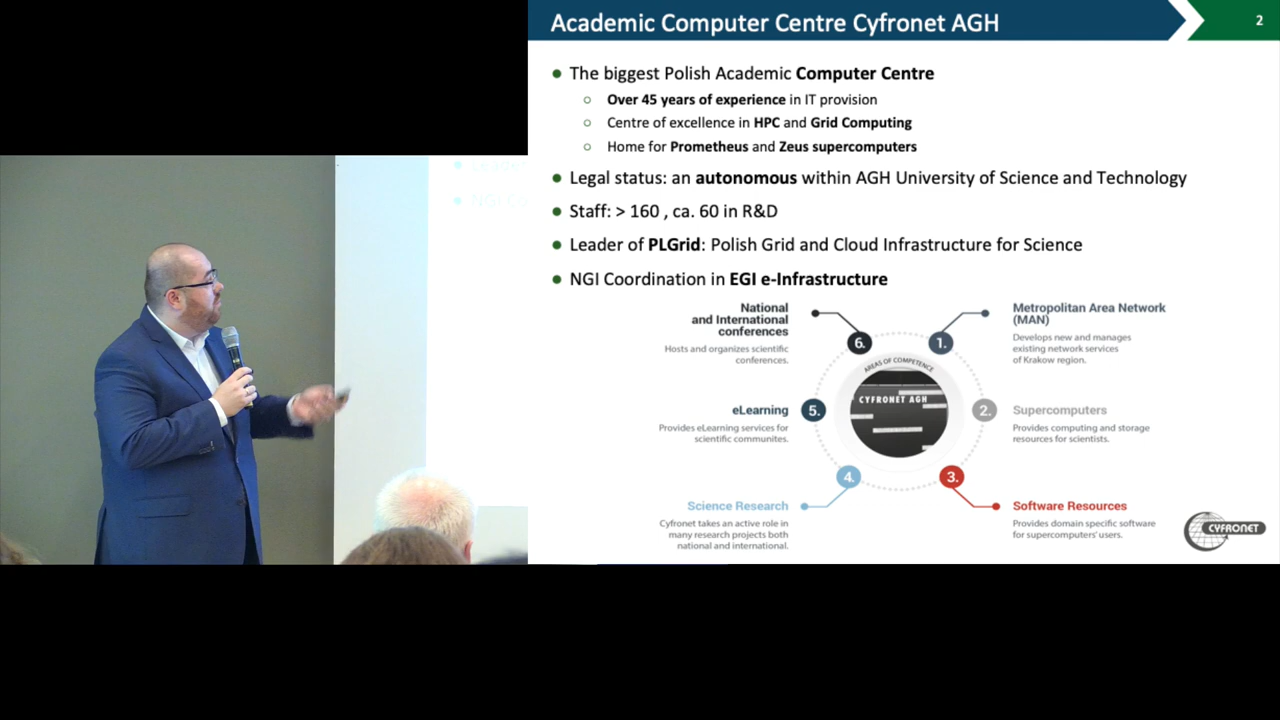 Academic Computer Centre Cyfronet AGH
2
The biggest Polish Academic Computer Centre
Over 45 years of experience in IT provision
Centre of excellence in HPC and Grid Computing
Home for Prometheus and Zeus supercomputers
Legal status: an autonomous within AGH University of Science and Technology
Staff: > 160 , ca. 60 in R&D
Leader of PLGrid: Polish Grid and Cloud Infrastructure for Science
NGI Coordination in EGI e-Infrastructure
National
and International
conferences
Hosts and organizes scientific
conferences.
6.
1.
Metropolitan Area Network
(MAN)
Develops new and manages
existing network services
of Krakow region.
AREAS OF COMPETENCE
CYFRONET AGH
eLearning
Provides eLearning services for
scientific communites.
5.
2.
Supercomputers
Provides computing and storage
resources for scientists.
4.
3.
Science Research
Cyfronet takes an active role in
many research projects both
national and international.
Software Resources
Provides domain specific software
for supercomputers' users.
CYFRONET
Leader
NGI Co